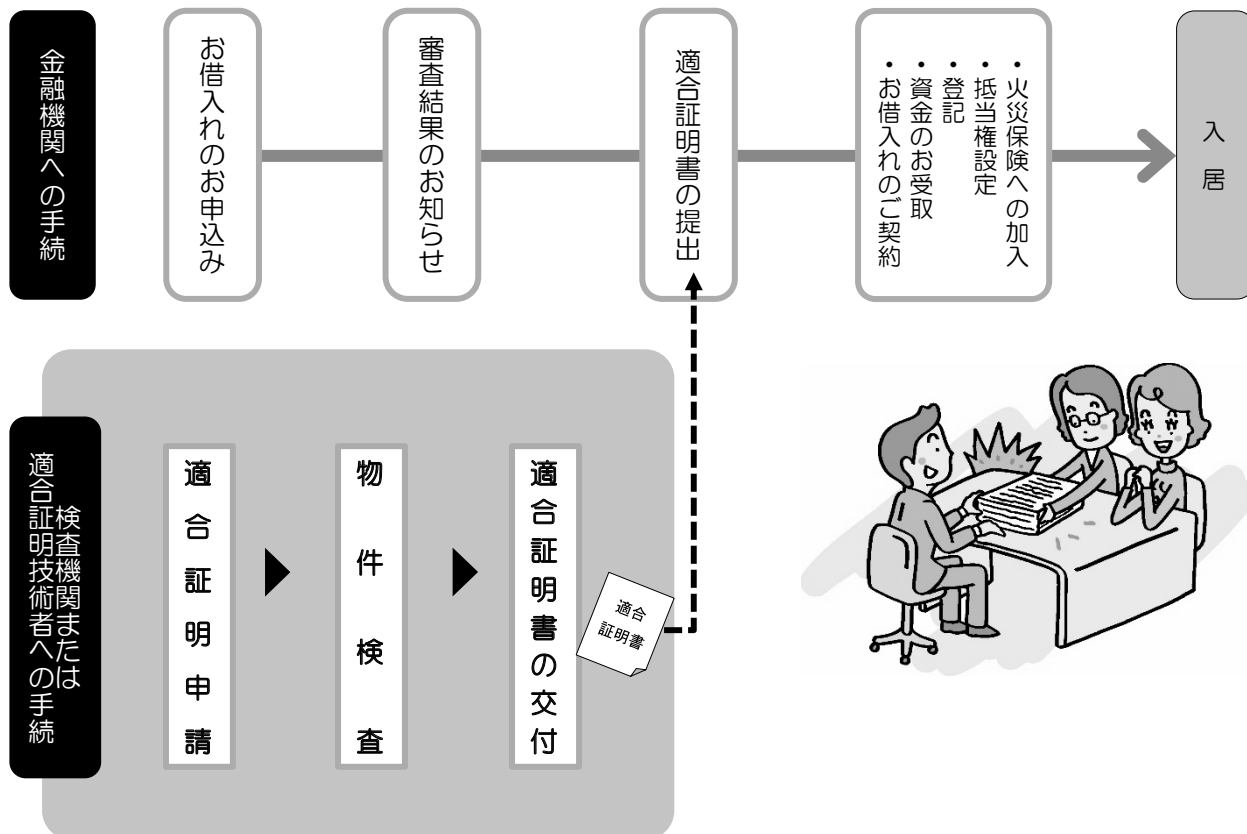 金融機関への手続
お借入れのお申込み
審査結果のお知らせ
適合証明書の提出
・火災保険への加入
・抵当権設定
・登記
・資金のお受取
・お借入れのご契約
入居
検査機関または
適合証明技術者への手続
適合証明申請
物件検査
適合証明書の交付
適合
証明書